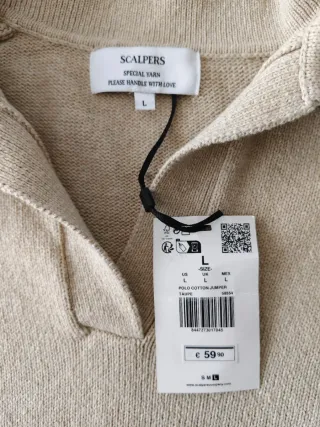 SCALPERS
SPECIAL YARN
PLEASE HANDLE WITH LOVE
L
L
-SIZE-
US UK MEX
L L L
POLO COTTON JUMPER
TAUPE
€ 59.90
S M L